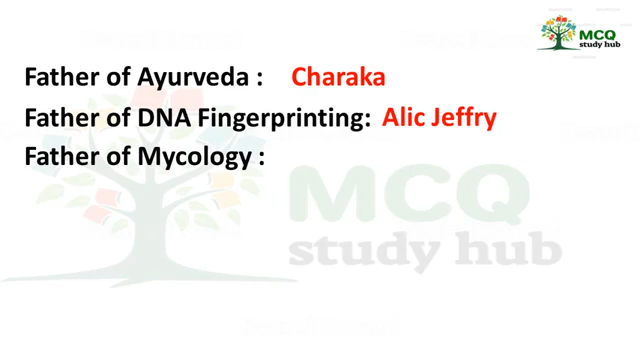 MCQ
study hub
Father of Ayurveda : Charaka
Father of DNA Fingerprinting: Alic Jeffry
Father of Mycology :
MCQ
study hub